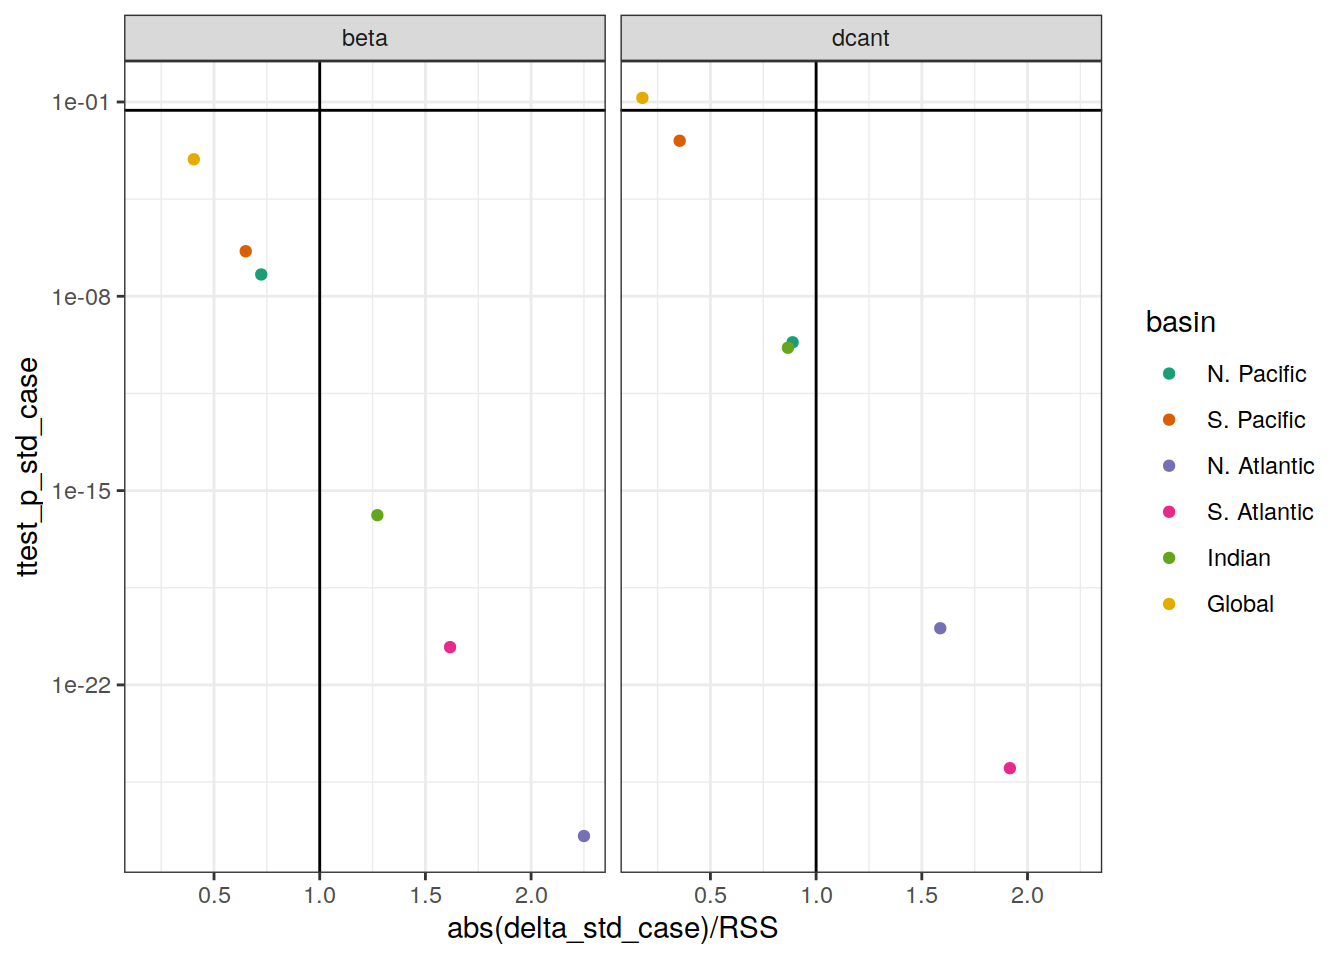 beta
dcant
1e-01
1e-08
1e-15
1e-22
ttest_p_std_case
0.5 1.0 1.5 2.0
0.5 1.0 1.5 2.0
abs(delta_std_case)/RSS
basin
N. Pacific
S. Pacific
N. Atlantic
S. Atlantic
Indian
Global